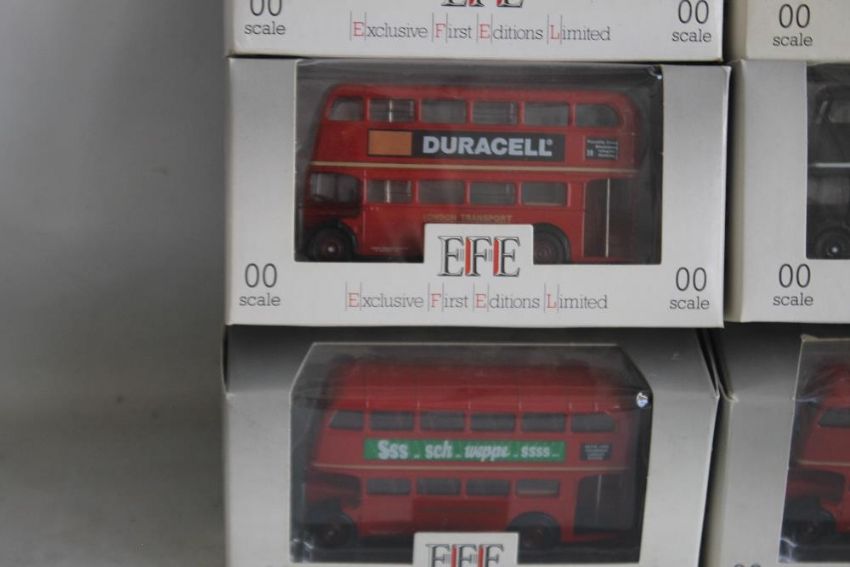 00
scale
EFE
Exclusive First Editions Limited
00
scale
00
scale
DURACELL
LONDON TRANSPORT
EFE
00
scale
Exclusive First Editions Limited
00
scale
00
scale
Sss .. sch .. weppe .. ssss ..
EFE